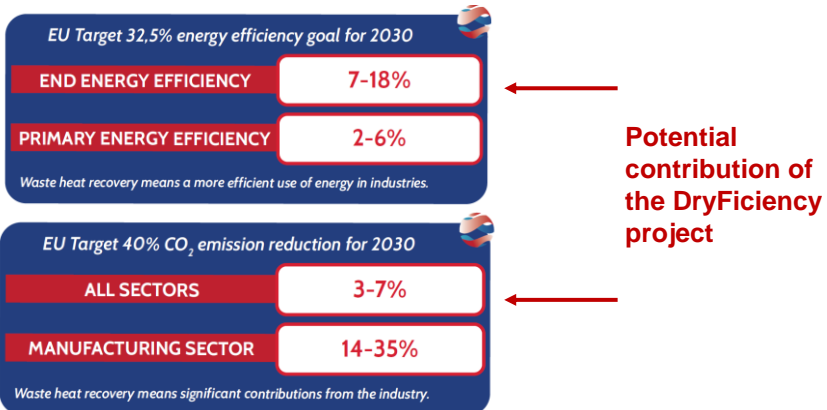 EU Target 32,5% energy efficiency goal for 2030
END ENERGY EFFICIENCY 7-18%
PRIMARY ENERGY EFFICIENCY 2-6%
Waste heat recovery means a more efficient use of energy in industries.
Potential
contribution of
the DryFiciency
project
EU Target 40% CO₂ emission reduction for 2030
ALL SECTORS 3-7%
MANUFACTURING SECTOR 14-35%
Waste heat recovery means significant contributions from the industry.